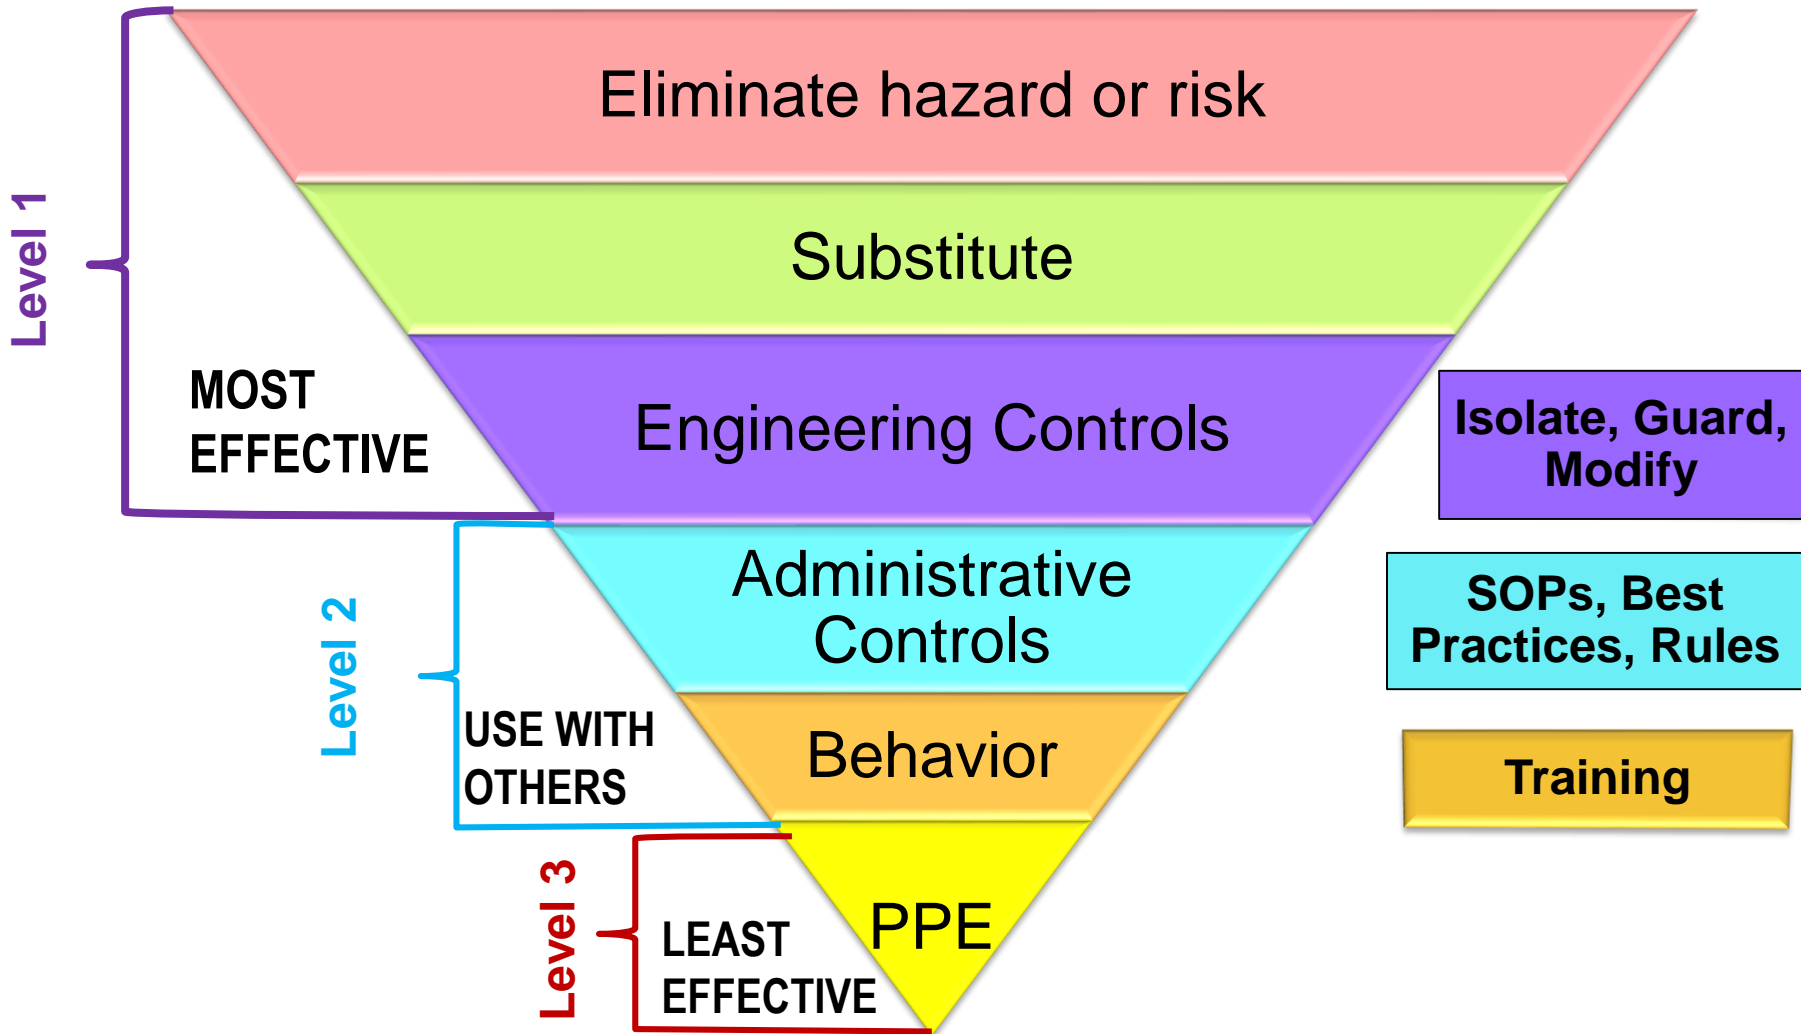 Eliminate hazard or risk
Level 1
Substitute
MOST
EFFECTIVE
Engineering Controls
Isolate, Guard,
Modify
Level 2
Administrative
Controls
SOPs, Best
Practices, Rules
USE WITH
OTHERS
Behavior
Training
Level 3
LEAST
EFFECTIVE
PPE